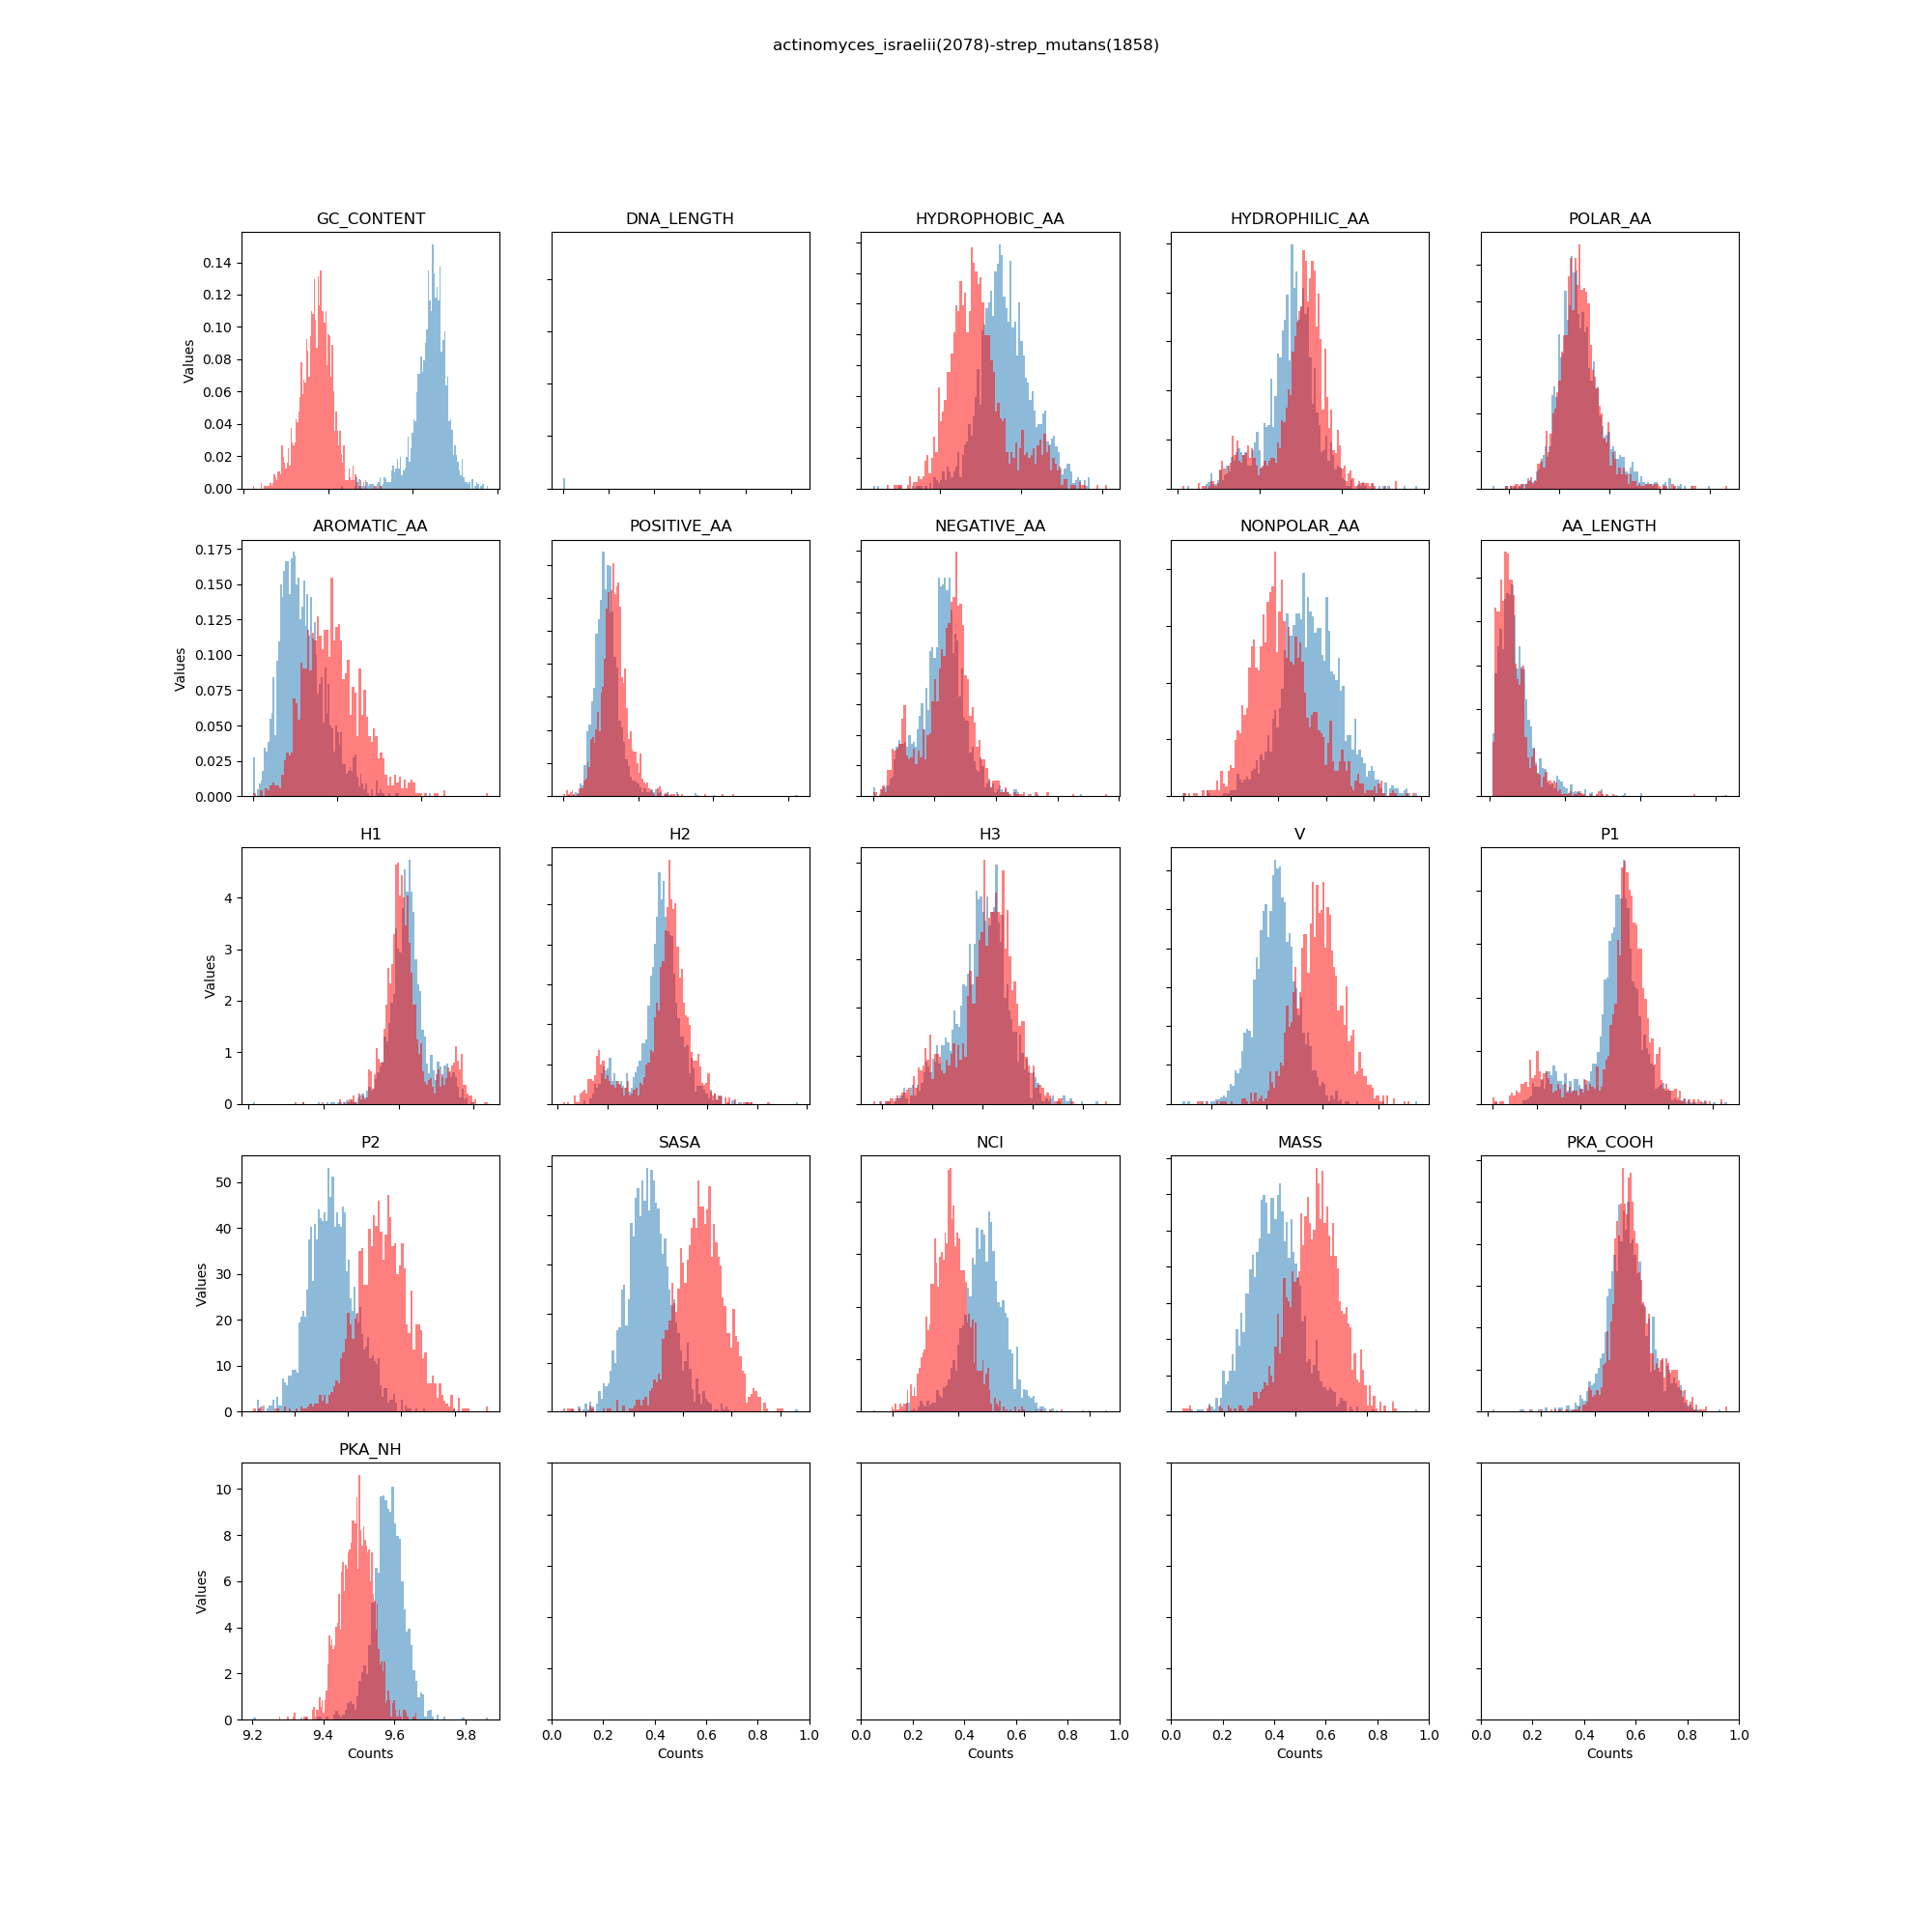 actinomyces_israelii(2078)-strep_mutans(1858)
GC_CONTENT DNA_LENGTH HYDROPHOBIC_AA HYDROPHILIC_AA POLAR_AA
0.14
0.12
0.10
0.08
0.06
0.04
0.02
0.00
Values
AROMATIC_AA POSITIVE_AA NEGATIVE_AA NONPOLAR_AA AA_LENGTH
0.175
0.150
0.125
0.100
0.075
0.050
0.025
0.000
Values
H1 H2 H3 V P1
4
3
2
1
0
Values
P2 SASA NCI MASS PKA_COOH
50
40
30
20
10
0
Values
PKA_NH
10
8
6
4
2
0
Values
9.2 9.4 9.6 9.8 0.0 0.2 0.4 0.6 0.8 1.0 0.0 0.2 0.4 0.6 0.8 1.0 0.0 0.2 0.4 0.6 0.8 1.0 0.0 0.2 0.4 0.6 0.8 1.0
Counts Counts Counts Counts Counts